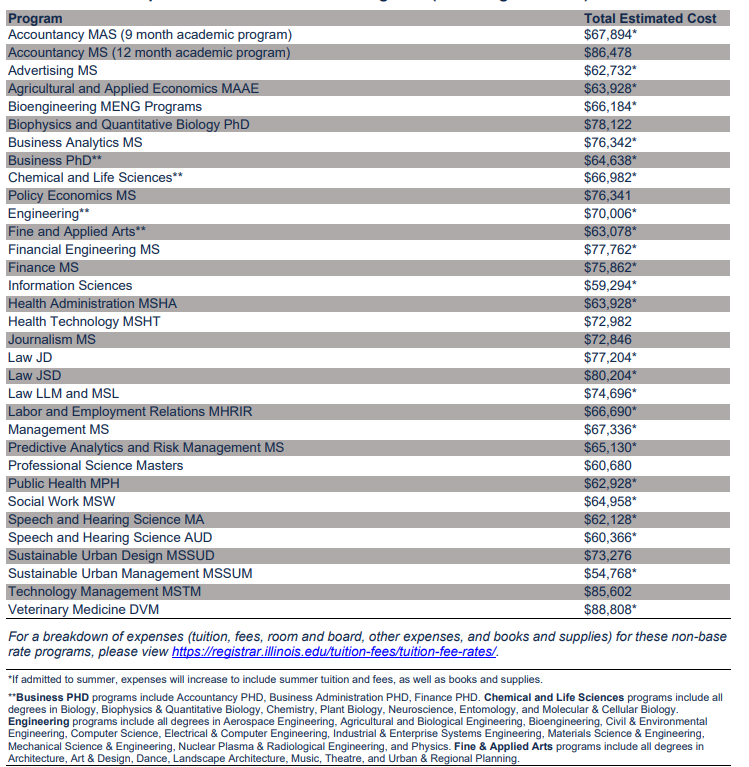 Program Total Estimated Cost
Accountancy MAS (9 month academic program) $67,894*
Accountancy MS (12 month academic program) $86,478
Advertising MS $62,732*
Agricultural and Applied Economics MAAE $63,928*
Bioengineering MENG Programs $66,184*
Biophysics and Quantitative Biology PhD $78,122
Business Analytics MS $76,342*
Business PhD** $64,638*
Chemical and Life Sciences** $66,982*
Policy Economics MS $76,341
Engineering** $70,006*
Fine and Applied Arts** $63,078*
Financial Engineering MS $77,762*
Finance MS $75,862*
Information Sciences $59,294*
Health Administration MSHA $63,928*
Health Technology MSHT $72,982
Journalism MS $72,846
Law JD $77,204*
Law JSD $80,204*
Law LLM and MSL $74,696*
Labor and Employment Relations MHRIR $66,690*
Management MS $67,336*
Predictive Analytics and Risk Management MS $65,130*
Professional Science Masters $60,680
Public Health MPH $62,928*
Social Work MSW $64,958*
Speech and Hearing Science MA $62,128*
Speech and Hearing Science AUD $60,366*
Sustainable Urban Design MSSUD $73,276
Sustainable Urban Management MSSUM $54,768*
Technology Management MSTM $85,602
Veterinary Medicine DVM $88,808*
For a breakdown of expenses (tuition, fees, room and board, other expenses, and books and supplies) for these non-base
rate programs, please view https://registrar.illinois.edu/tuition-fees/tuition-fee-rates/.
*If admitted to summer, expenses will increase to include summer tuition and fees, as well as books and supplies.
**Business PHD programs include Accountancy PHD, Business Administration PHD, Finance PHD. Chemical and Life Sciences programs include all
degrees in Biology, Biophysics & Quantitative Biology, Chemistry, Plant Biology, Neuroscience, Entomology, and Molecular & Cellular Biology.
Engineering programs include all degrees in Aerospace Engineering, Agricultural and Biological Engineering, Bioengineering, Civil & Environmental
Engineering, Computer Science, Electrical & Computer Engineering, Industrial & Enterprise Systems Engineering, Materials Science & Engineering,
Mechanical Science & Engineering, Nuclear Plasma & Radiological Engineering, and Physics. Fine & Applied Arts programs include all degrees in
Architecture, Art & Design, Dance, Landscape Architecture, Music, Theatre, and Urban & Regional Planning.